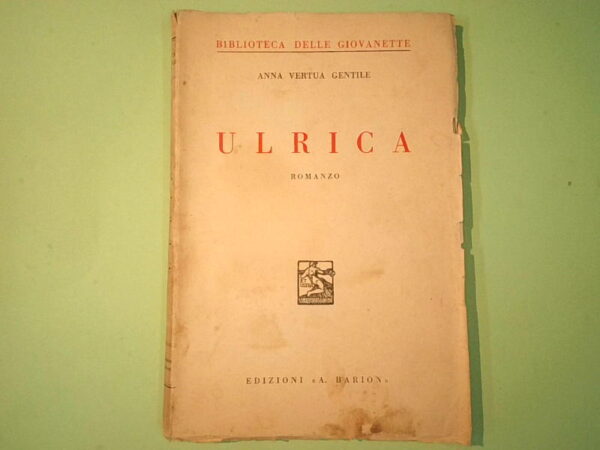 BIBLIOTECA DELLE GIOVANETTE
ANNA VERTUA GENTILE
ULRICA
ROMANZO
EDIZIONI «A. BARION»